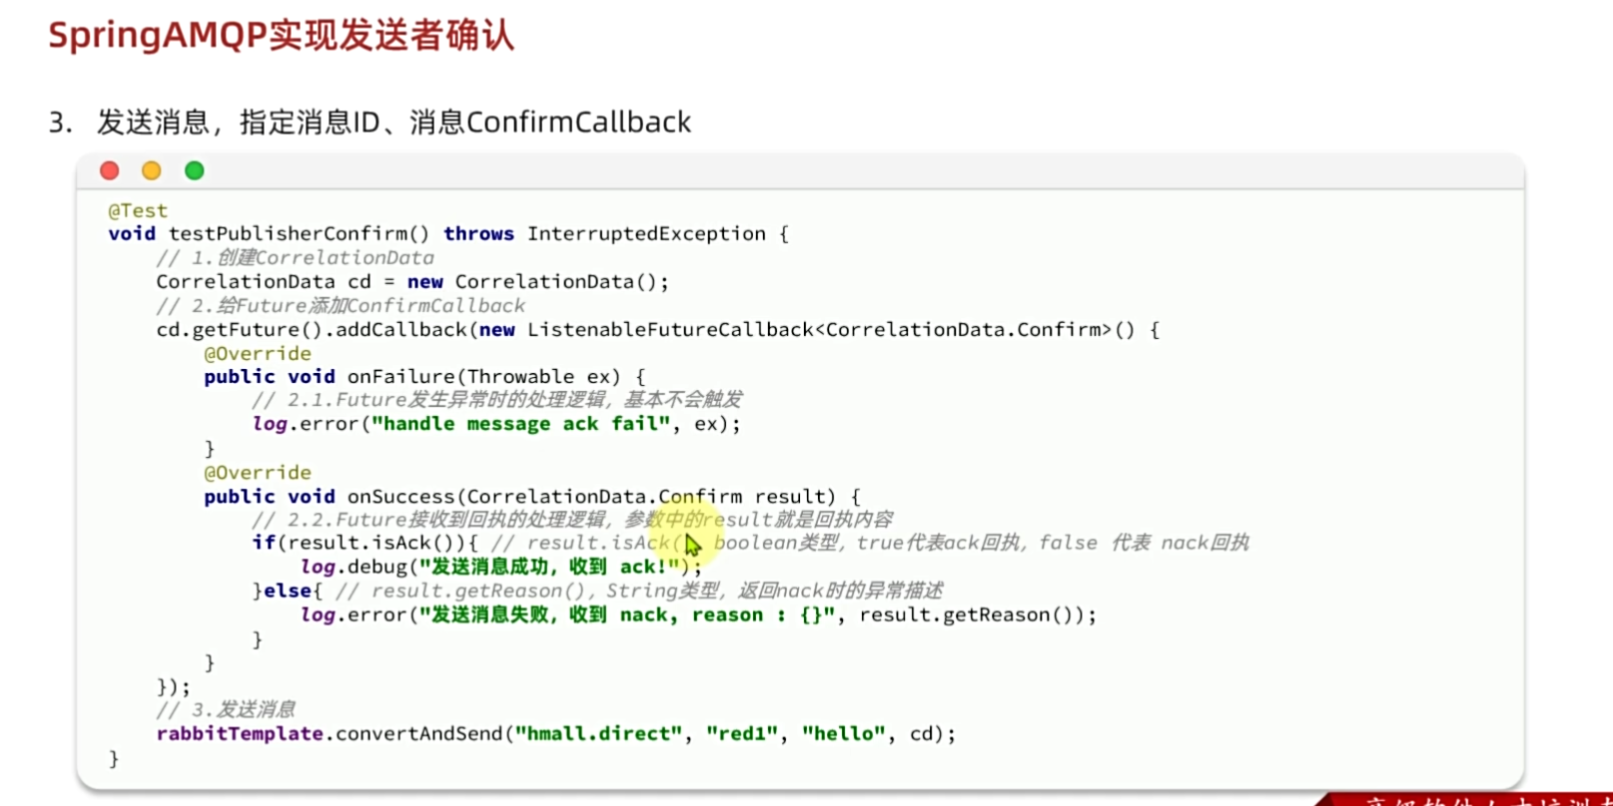 SpringAMQP实现发送者确认
3. 发送消息，指定消息ID、消息ConfirmCallback
@Test
void testPublisherConfirm() throws InterruptedException {
// 1.创建CorrelationData
CorrelationData cd = new CorrelationData();
// 2.给Future添加ConfirmCallback
cd.getFuture().addCallback(new ListenableFutureCallback<CorrelationData.Confirm>() {
@Override
public void onFailure(Throwable ex) {
// 2.1.Future发生异常时的处理逻辑，基本不会触发
log.error("handle message ack fail", ex);
}
@Override
public void onSuccess(CorrelationData.Confirm result) {
// 2.2.Future接收到回执的处理逻辑，参数中的result就是回执内容
if(result.isAck()){ // result.isAck( boolean类型，true代表ack回执，false 代表 nack回执
log.debug("发送消息成功，收到 ack!");
}else{ // result.getReason()，String类型，返回nack时的异常描述
log.error("发送消息失败，收到 nack, reason : {}", result.getReason());
}
}
});
// 3.发送消息
rabbitTemplate.convertAndSend("hmall.direct", "red1", "hello", cd);
}